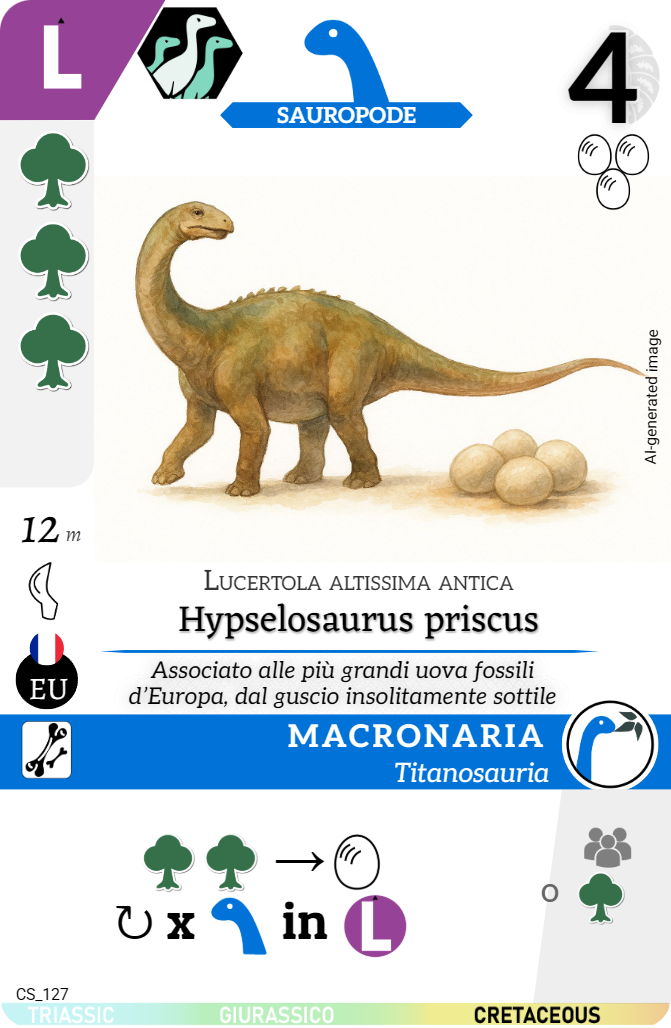 L
SAUROPODE
4
AI-generated image
12 m
Lucertola altissima antica
Hypselosaurus priscus
EU
Associato alle più grandi uova fossili
d'Europa, dal guscio insolitamente sottile
MACRONARIA
Titanosauria
→
↻ x in L
O
CS_127
TRIASSIC GIURASSICO CRETACEOUS